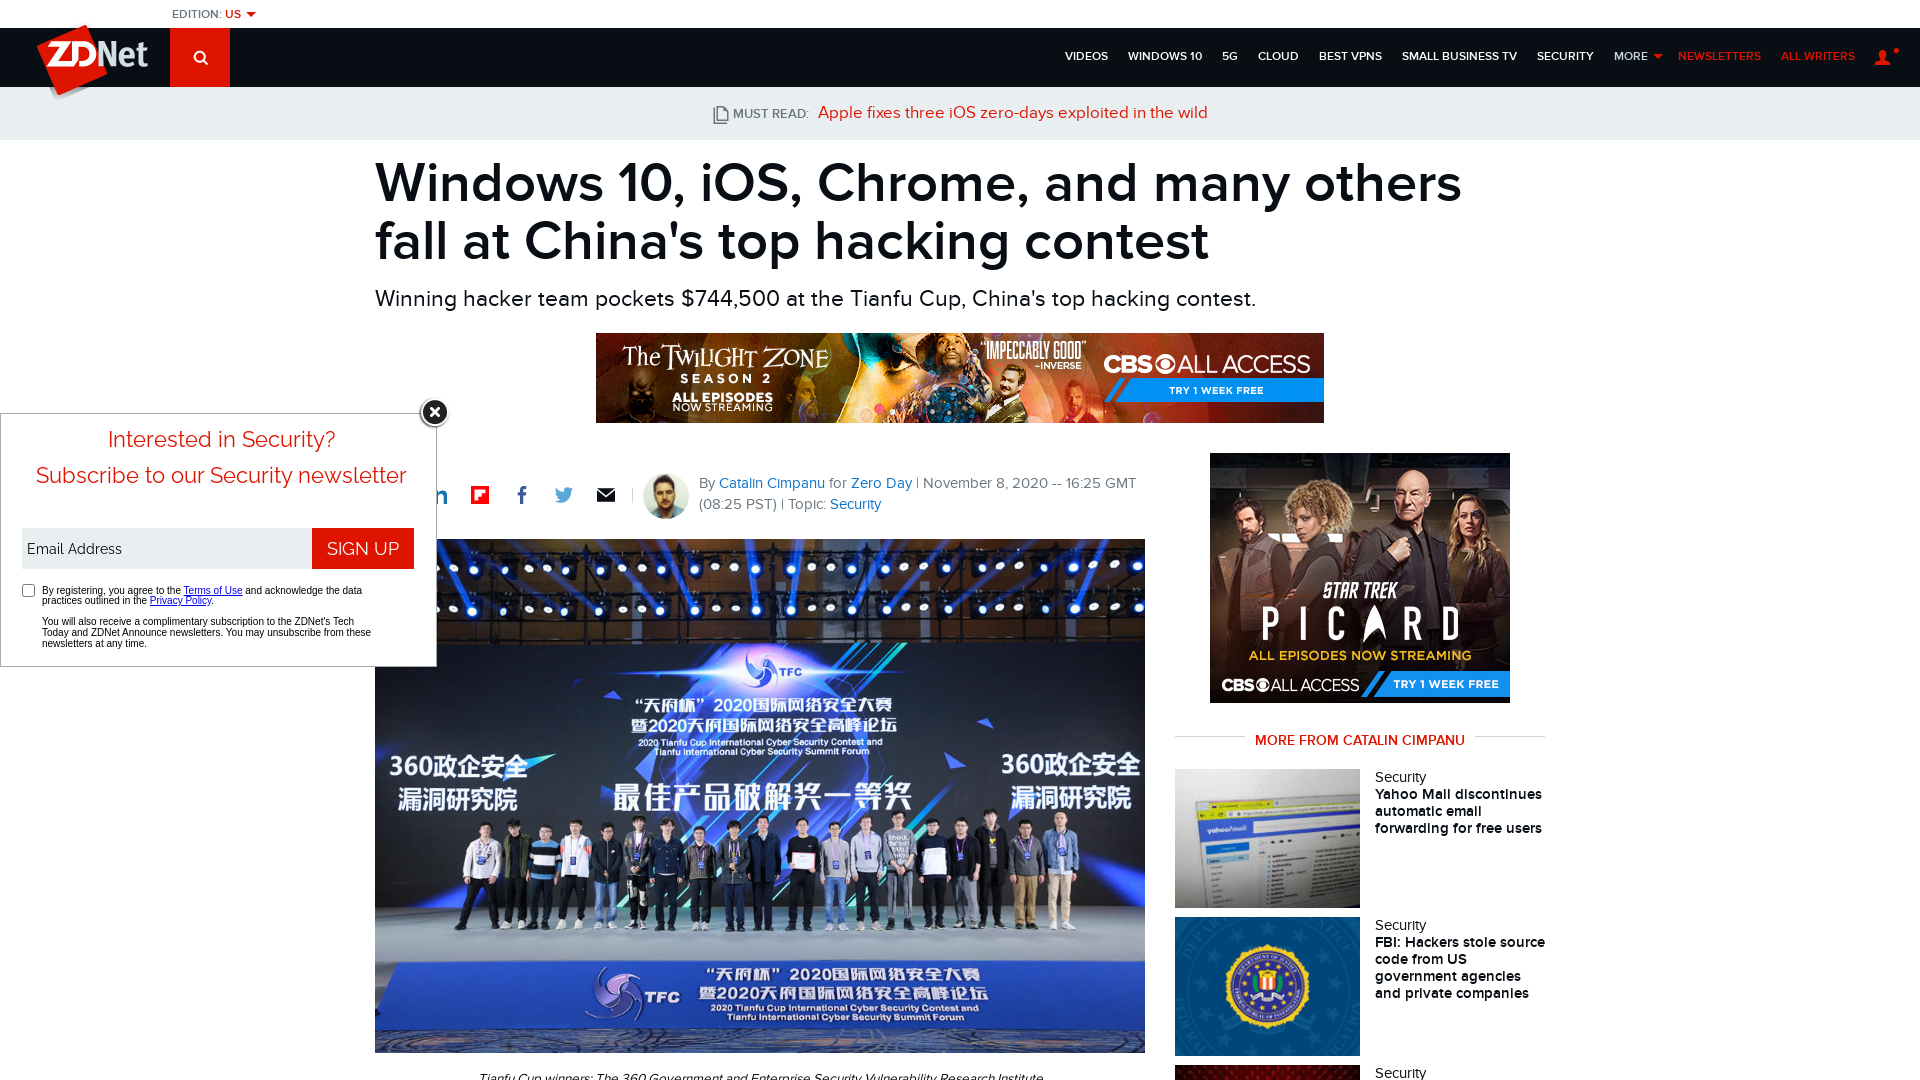 EDITION: US
ZDNet
VIDEOS WINDOWS 10 5G CLOUD BEST VPNS SMALL BUSINESS TV SECURITY MORE NEWSLETTERS ALL WRITERS
MUST READ: Apple fixes three iOS zero-days exploited in the wild
Windows 10, iOS, Chrome, and many others
fall at China's top hacking contest
Winning hacker team pockets $744,500 at the Tianfu Cup, China's top hacking contest.
The TWILIGHT ZONE
SEASON 2
ALL EPISODES
NOW STREAMING
"IMPECCABLY GOOD"
-INVERSE
CBS ALL ACCESS
TRY 1 WEEK FREE
Interested in Security?
Subscribe to our Security newsletter
Email Address
SIGN UP
By registering, you agree to the Terms of Use and acknowledge the data
practices outlined in the Privacy Policy.
You will also receive a complimentary subscription to the ZDNet's Tech
Today and ZDNet Announce newsletters. You may unsubscribe from these
newsletters at any time.
By Catalin Cimpanu for Zero Day | November 8, 2020 -- 16:25 GMT
(08:25 PST) | Topic: Security
TFC
“天府杯”2020国际网络安全大赛
暨2020天府国际网络安全高峰论坛
2020 Tianfu Cup International Cyber Security Contest and
Tianfu International Cyber Security Summit Forum
360政企安全
漏洞研究院
最佳产品破解奖一等奖
360政企安全
漏洞研究院
TFC
“天府杯”2020国际网络安全大赛
暨2020天府国际网络安全高峰论坛
2020 Tianfu Cup International Cyber Security Contest and
Tianfu International Cyber Security Summit Forum
Tianfu Cup winners: The 360 Government and Enterprise Security Vulnerability Research Institute
STAR TREK
PICARD
ALL EPISODES NOW STREAMING
CBS ALL ACCESS
TRY 1 WEEK FREE
MORE FROM CATALIN CIMPANU
Security
Yahoo Mail discontinues
automatic email
forwarding for free users
yahoo!mail
Security
FBI: Hackers stole source
code from US
government agencies
and private companies
Security